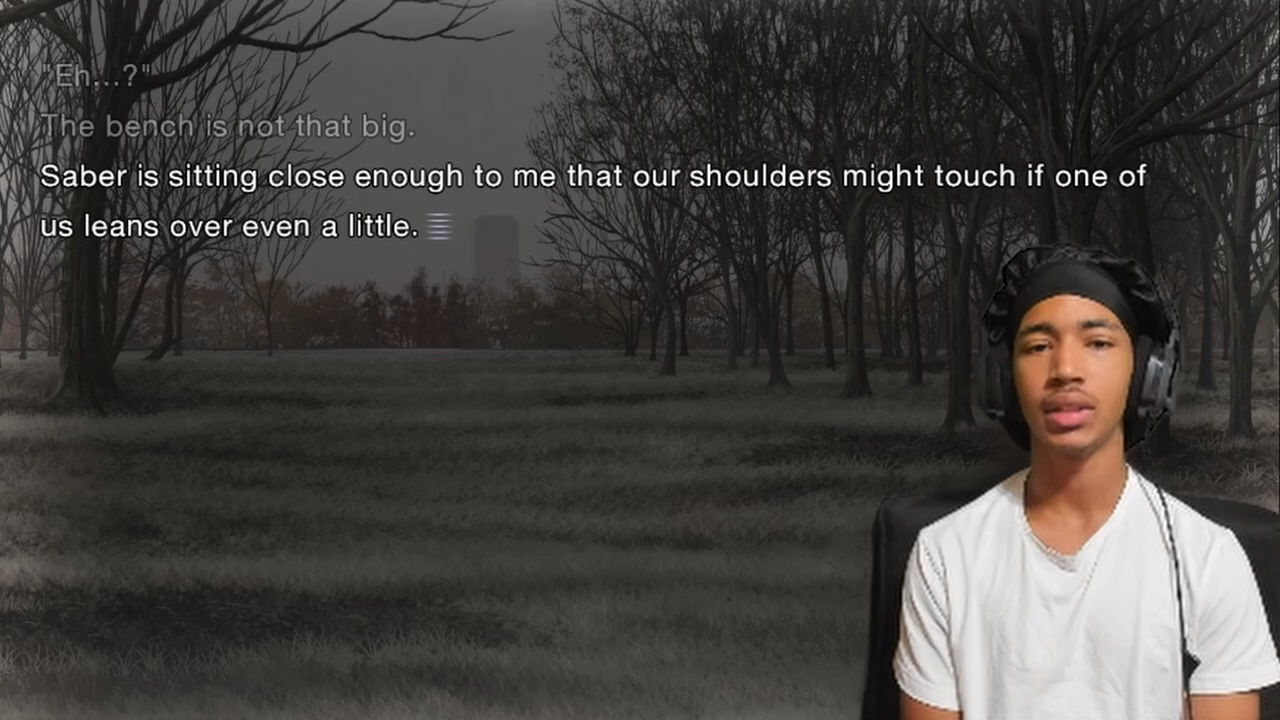 "Eh...?"
The bench is not that big.
Saber is sitting close enough to me that our shoulders might touch if one of
us leans over even a little.